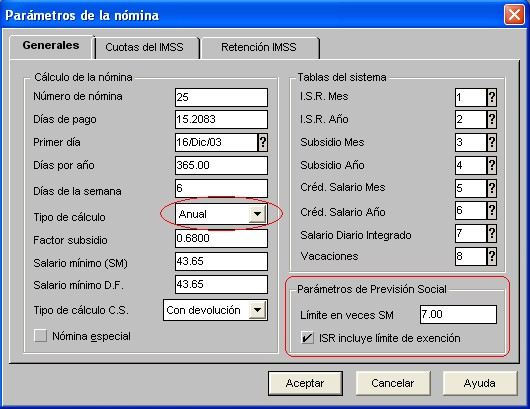 Parámetros de la nómina
Generales
Cuotas del IMSS
Retención IMSS
Cálculo de la nómina
Número de nómina
25
Días de pago
15.2083
Primer día
16/Dic/03
?
Días por año
365.00
Días de la semana
6
Tipo de cálculo
Anual
Factor subsidio
0.6800
Salario mínimo (SM)
43.65
Salario mínimo D.F.
43.65
Tipo de cálculo C.S.
Con devolución
Nómina especial
Tablas del sistema
I.S.R. Mes
1
?
I.S.R. Año
2
?
Subsidio Mes
3
?
Subsidio Año
4
?
Créd. Salario Mes
5
?
Créd. Salario Año
6
?
Salario Diario Integrado
7
?
Vacaciones
8
?
Parámetros de Previsión Social
Límite en veces SM
7.00
ISR incluye límite de exención
Aceptar
Cancelar
Ayuda